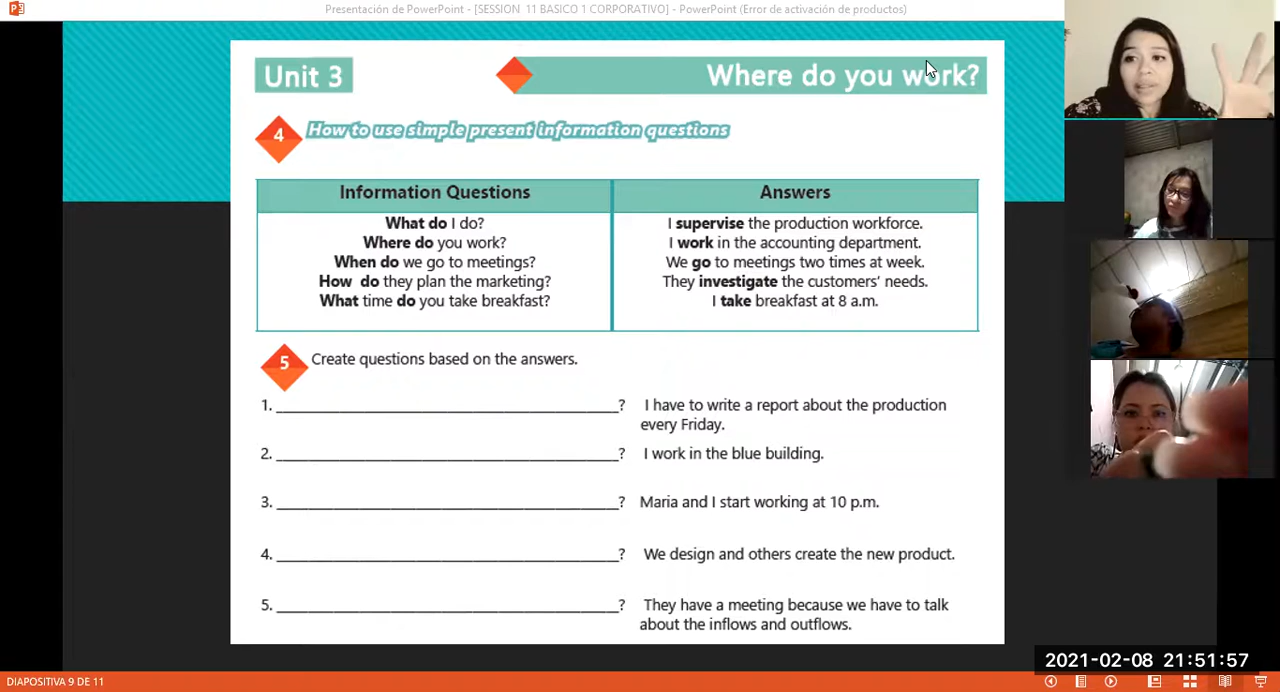 Presentación de PowerPoint - [SESSION 11 BASICO 1 CORPORATIVO] - PowerPoint (Error de activación de productos)
Unit 3
Where do you work?
4
How to use simple present information questions
Information Questions
Answers
What do I do?
I supervise the production workforce.
Where do you work?
I work in the accounting department.
When do we go to meetings?
We go to meetings two times at week.
How do they plan the marketing?
They investigate the customers' needs.
What time do you take breakfast?
I take breakfast at 8 a.m.
5
Create questions based on the answers.
1. ______________________________________? I have to write a report about the production
every Friday.
2. ______________________________________? I work in the blue building.
3. ______________________________________? Maria and I start working at 10 p.m.
4. ______________________________________? We design and others create the new product.
5. ______________________________________? They have a meeting because we have to talk
about the inflows and outflows.
2021-02-08 21:51:57
DIAPOSITIVA 9 DE 11